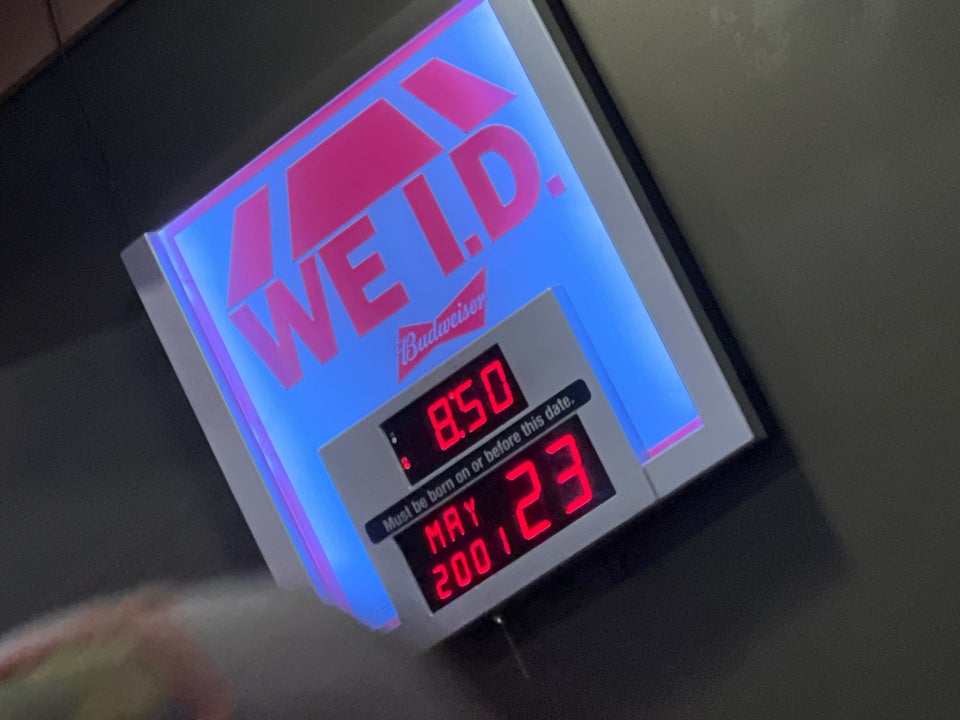 WE I.D.
Budweiser
8:50
Must be born on or before this date.
MAY 23
2001